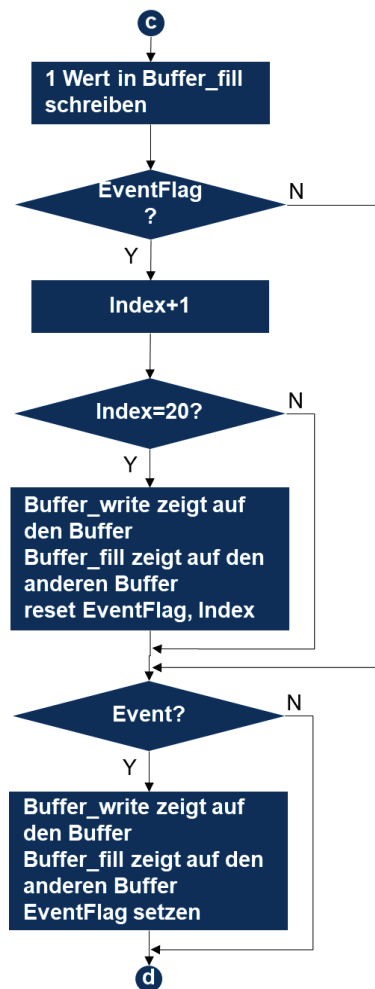 c
1 Wert in Buffer_fill
schreiben
EventFlag
?
N
Y
Index+1
Index=20?
N
Y
Buffer_write zeigt auf
den Buffer
Buffer_fill zeigt auf den
anderen Buffer
reset EventFlag, Index
Event?
N
Y
Buffer_write zeigt auf
den Buffer
Buffer_fill zeigt auf den
anderen Buffer
EventFlag setzen
d